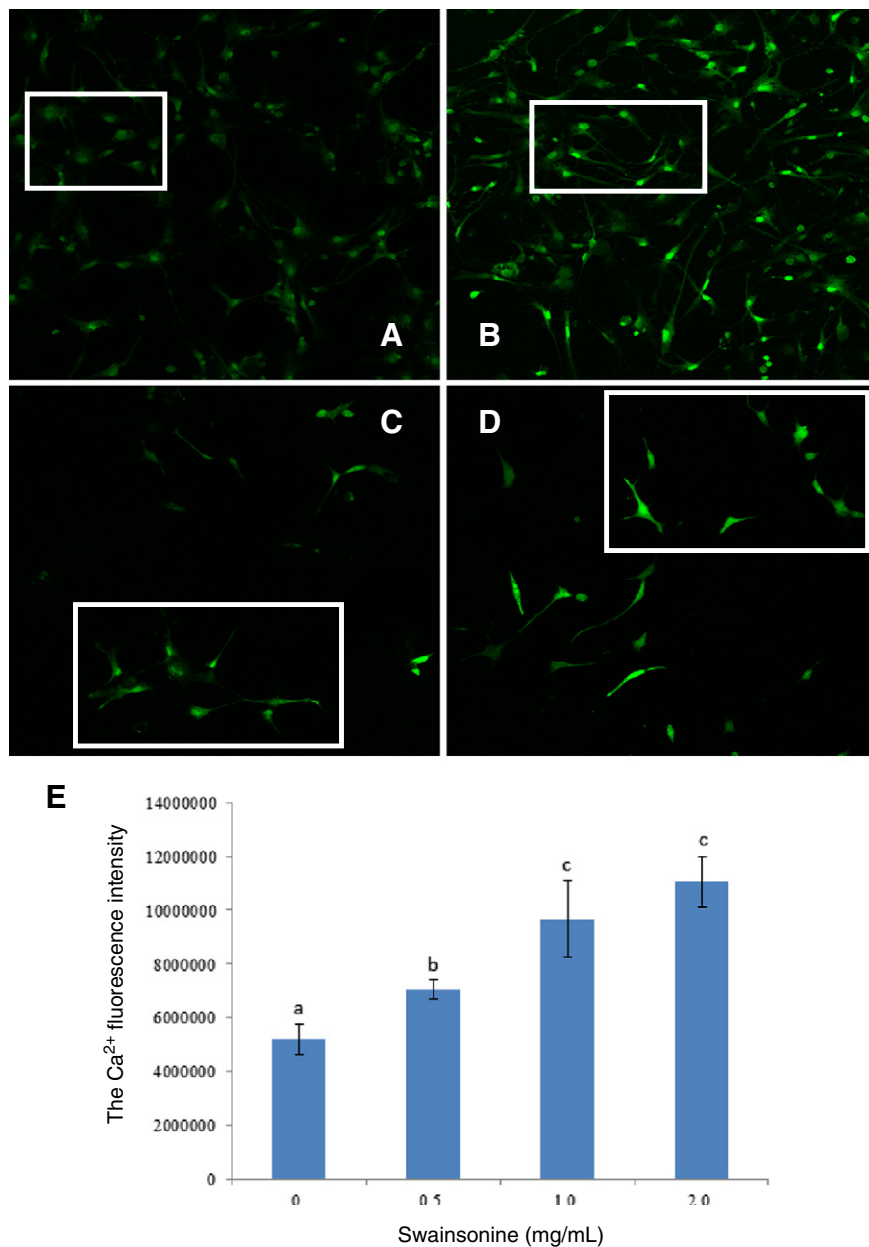 A
B
C
D
E
The Ca²⁺ fluorescence intensity
14000000
12000000
10000000
8000000
6000000
4000000
2000000
0
a
b
c
c
0
0.5
1.0
2.0
Swainsonine (mg/mL)